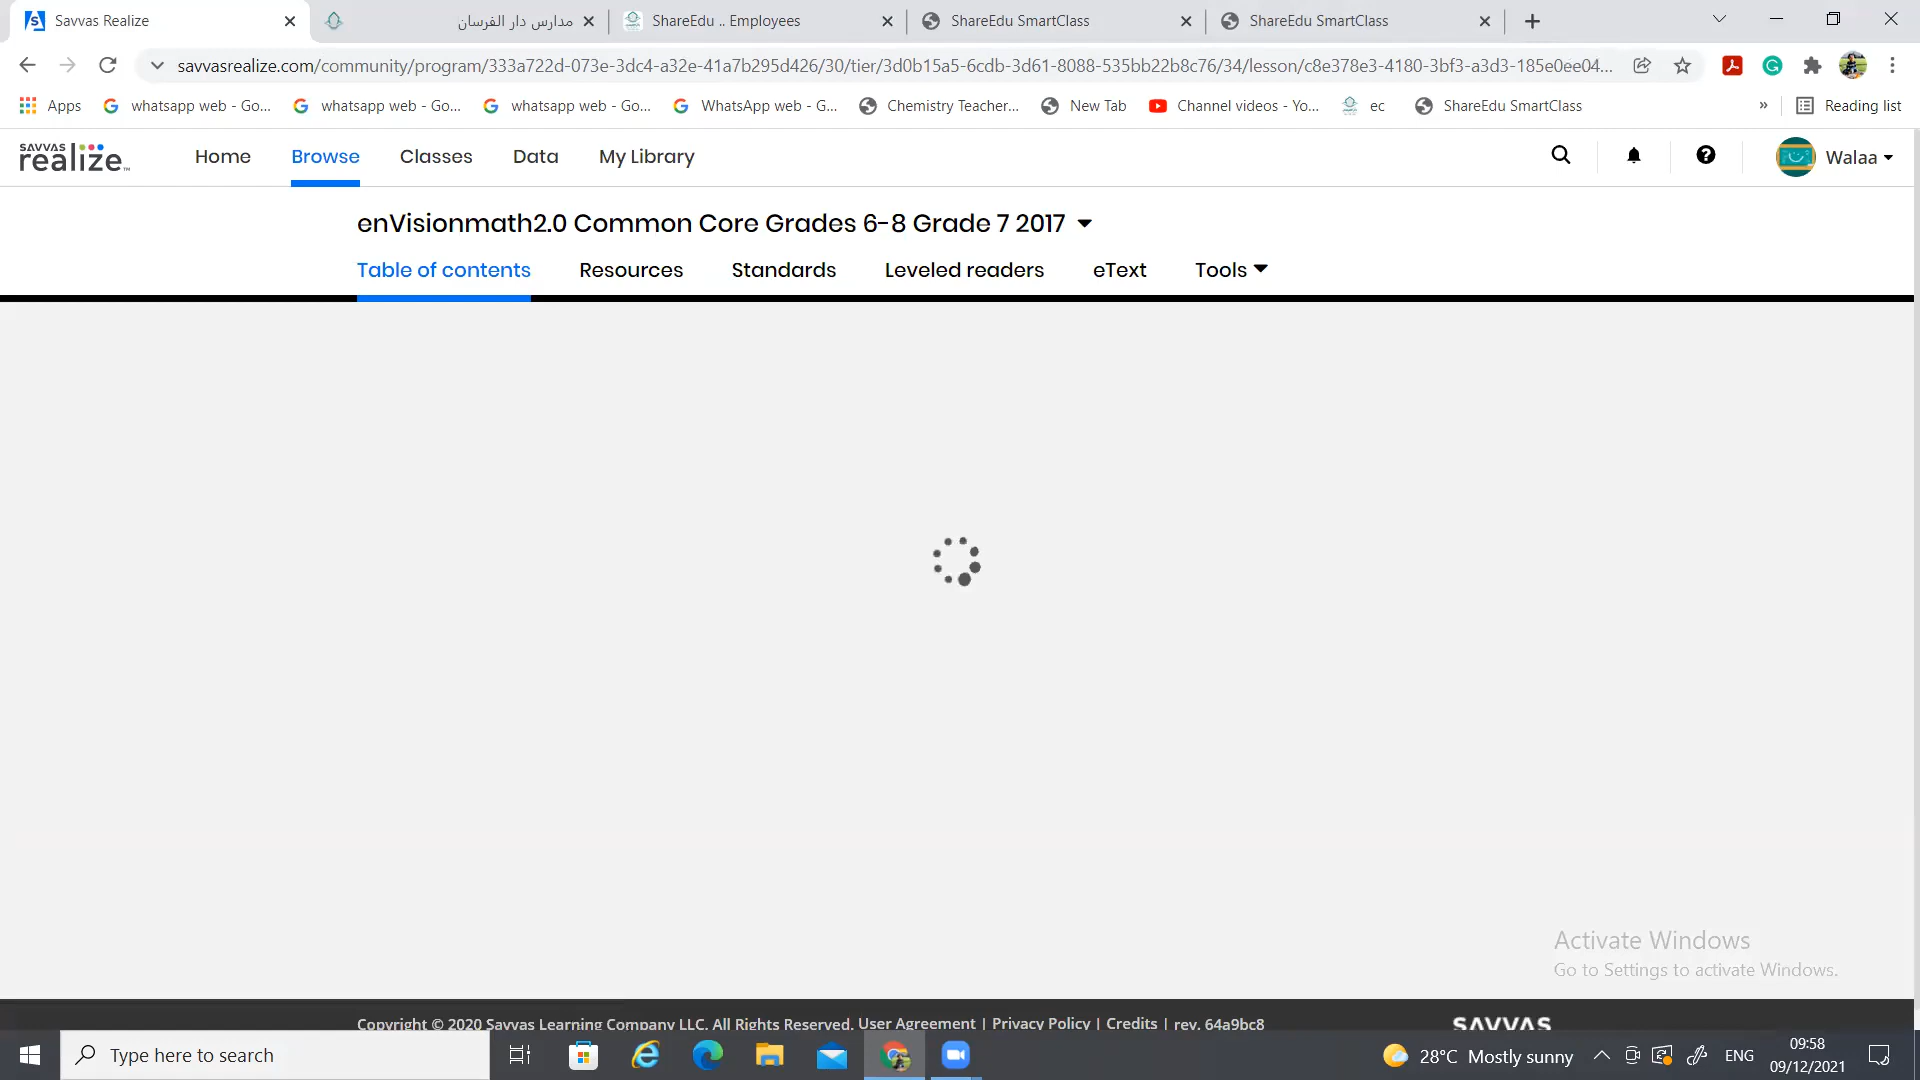 Savvas Realize
مدارس دار الفرسان
ShareEdu .. Employees
ShareEdu SmartClass
ShareEdu SmartClass
savvasrealize.com/community/program/333a722d-073e-3dc4-a32e-41a7b295d426/30/tier/3d0b15a5-6cdb-3d61-8088-535bb22b8c76/34/lesson/c8e378e3-4180-3bf3-a3d3-185e0ee04...
Apps
whatsapp web - Go...
whatsapp web - Go...
whatsapp web - Go...
WhatsApp web - G...
Chemistry Teacher...
New Tab
Channel videos - Yo...
ec
ShareEdu SmartClass
»
Reading list
SAVVAS
realize™
Home
Browse
Classes
Data
My Library
Walaa
enVisionmath2.0 Common Core Grades 6-8 Grade 7 2017
Table of contents
Resources
Standards
Leveled readers
eText
Tools
Activate Windows
Go to Settings to activate Windows.
Copyright © 2020 Savvas Learning Company LLC. All Rights Reserved. User Agreement | Privacy Policy | Credits | rev. 64a9bc8
SAVVAS
Type here to search
28°C Mostly sunny
ENG
09:58
09/12/2021